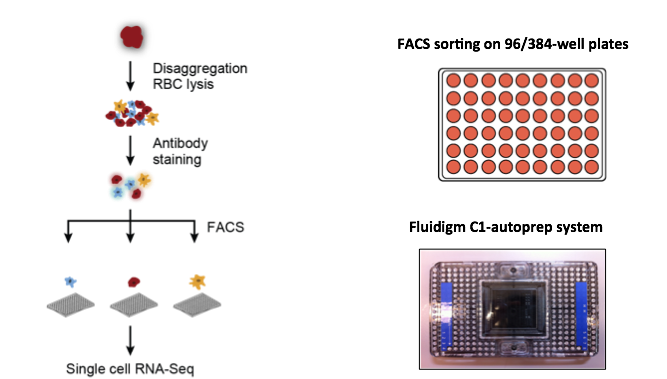 Disaggregation
RBC lysis
Antibody
staining
FACS
Single cell RNA-Seq
FACS sorting on 96/384-well plates
Fluidigm C1-autoprep system